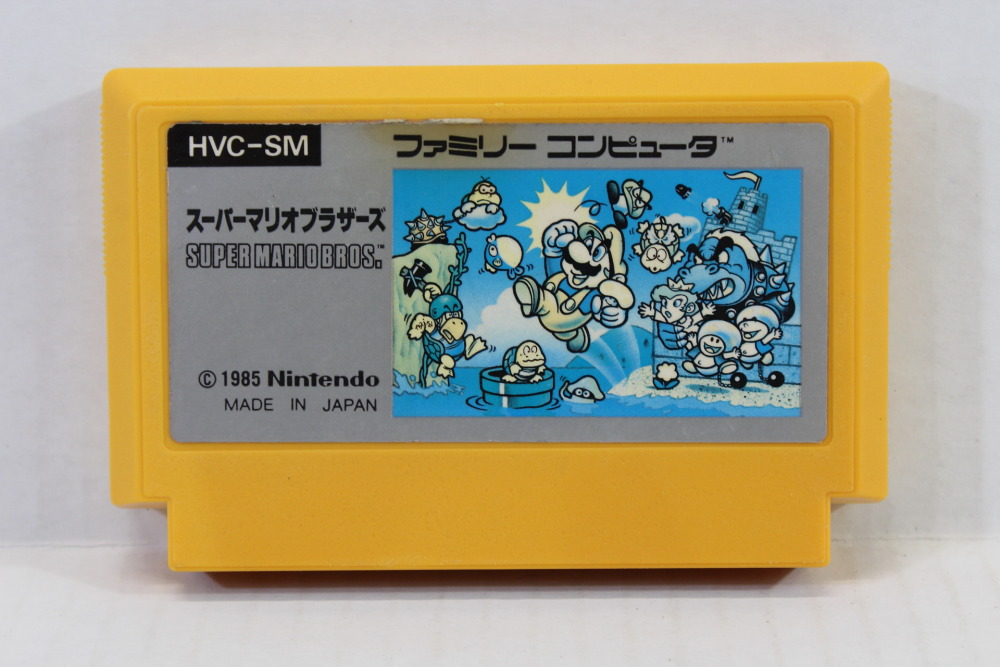 HVC-SM
ファミリー コンピュータ™
スーパーマリオブラザーズ
SUPER MARIO BROS.™
© 1985 Nintendo
MADE IN JAPAN